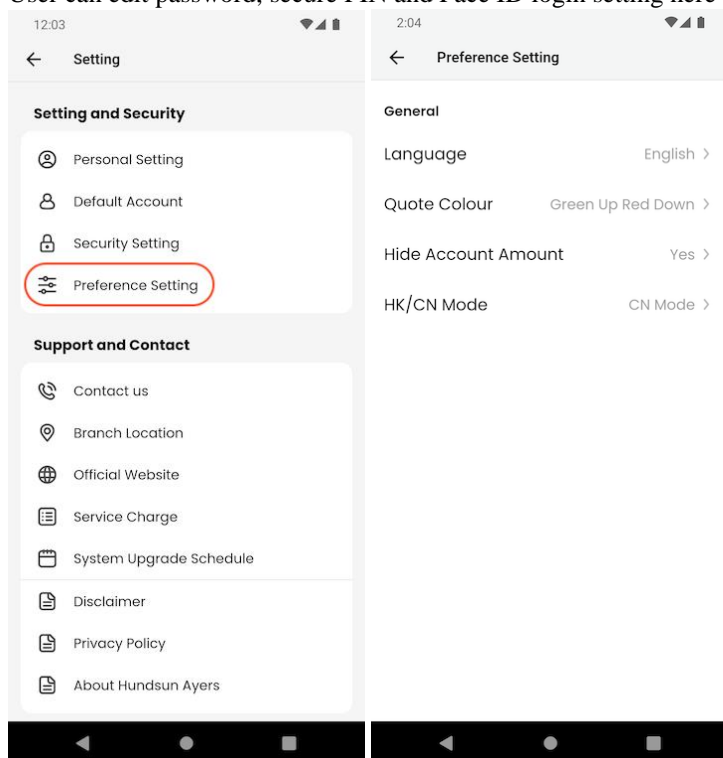 User can edit password, secure PIN and Face ID login setting here
12:03
Setting
Setting and Security
Personal Setting
Default Account
Security Setting
Preference Setting
Support and Contact
Contact us
Branch Location
Official Website
Service Charge
System Upgrade Schedule
Disclaimer
Privacy Policy
About Hundsun Ayers
2:04
Preference Setting
General
Language English
Quote Colour Green Up Red Down
Hide Account Amount Yes
HK/CN Mode CN Mode